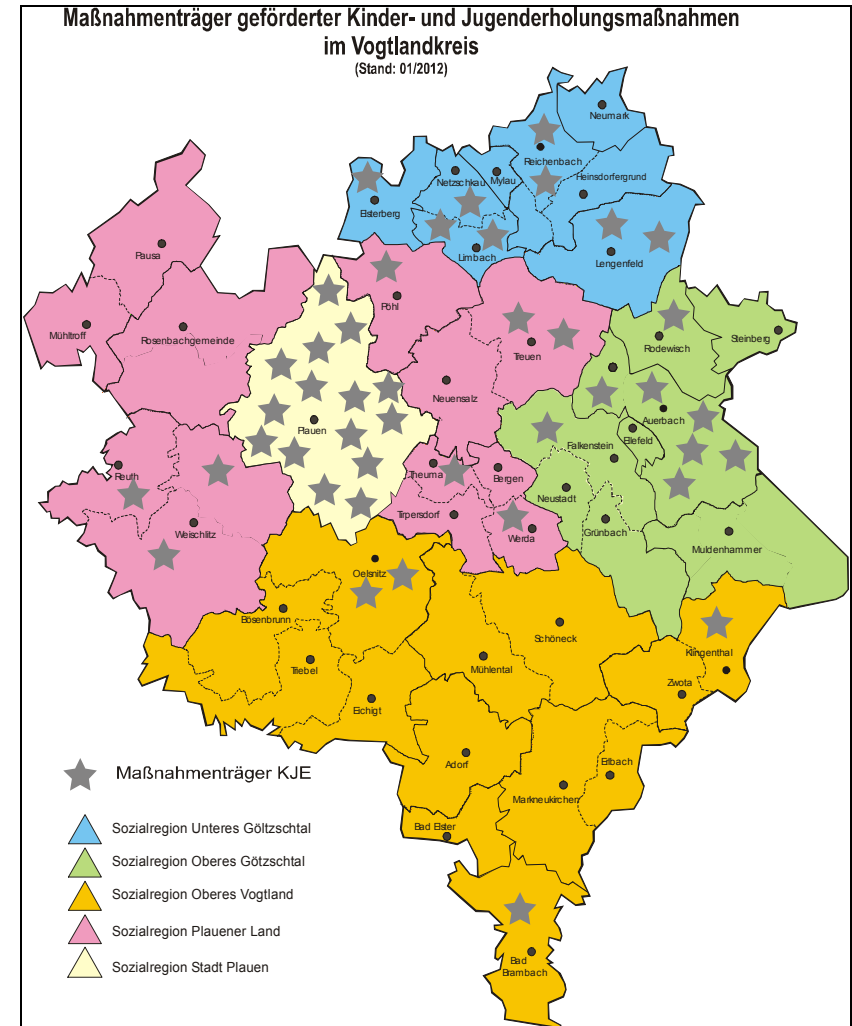 Maßnahmenträger geförderter Kinder- und Jugenderholungsmaßnahmen
im Vogtlandkreis
(Stand: 01/2012)
Neumark
Reichenbach
Netzschkau
Mylau
Heinsdorfergrund
Elsterberg
Limbach
Lengenfeld
Pausa
Pöhl
Mühltroff
Rosenbachgemeinde
Treuen
Rodewisch
Steinberg
Neuensalz
Auerbach
Plauen
Ellefeld
Falkenstein
Reuth
Theuma
Bergen
Neustadt
Tirpersdorf
Werda
Grünbach
Weischlitz
Muldenhammer
Oelsnitz
Bösenbrunn
Schöneck
Klingenthal
Triebel
Mühlental
Zwota
Eichigt
Adorf
Erlbach
Markneukirchen
Bad Elster
Bad
Brambach
Maßnahmenträger KJE
Sozialregion Unteres Göltzschtal
Sozialregion Oberes Götzschtal
Sozialregion Oberes Vogtland
Sozialregion Plauener Land
Sozialregion Stadt Plauen